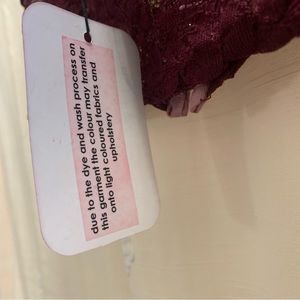 due to the dye and wash process on
this garment the colour may transfer
onto light coloured fabrics and
upholstery